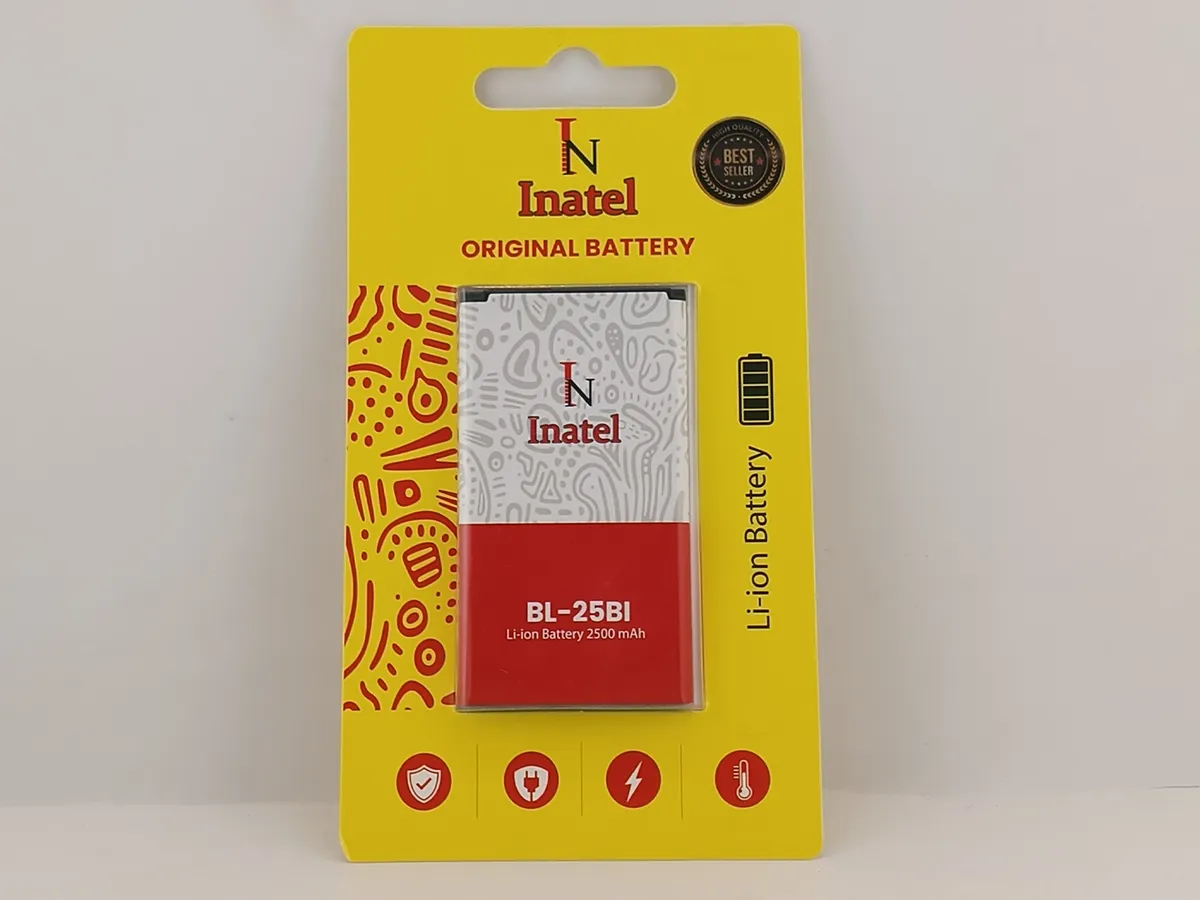 IN
Inatel
HIGH QUALITY
BEST
SELLER
ORIGINAL BATTERY
IN
Inatel
BL-25BI
Li-ion Battery 2500 mAh
Li-ion Battery